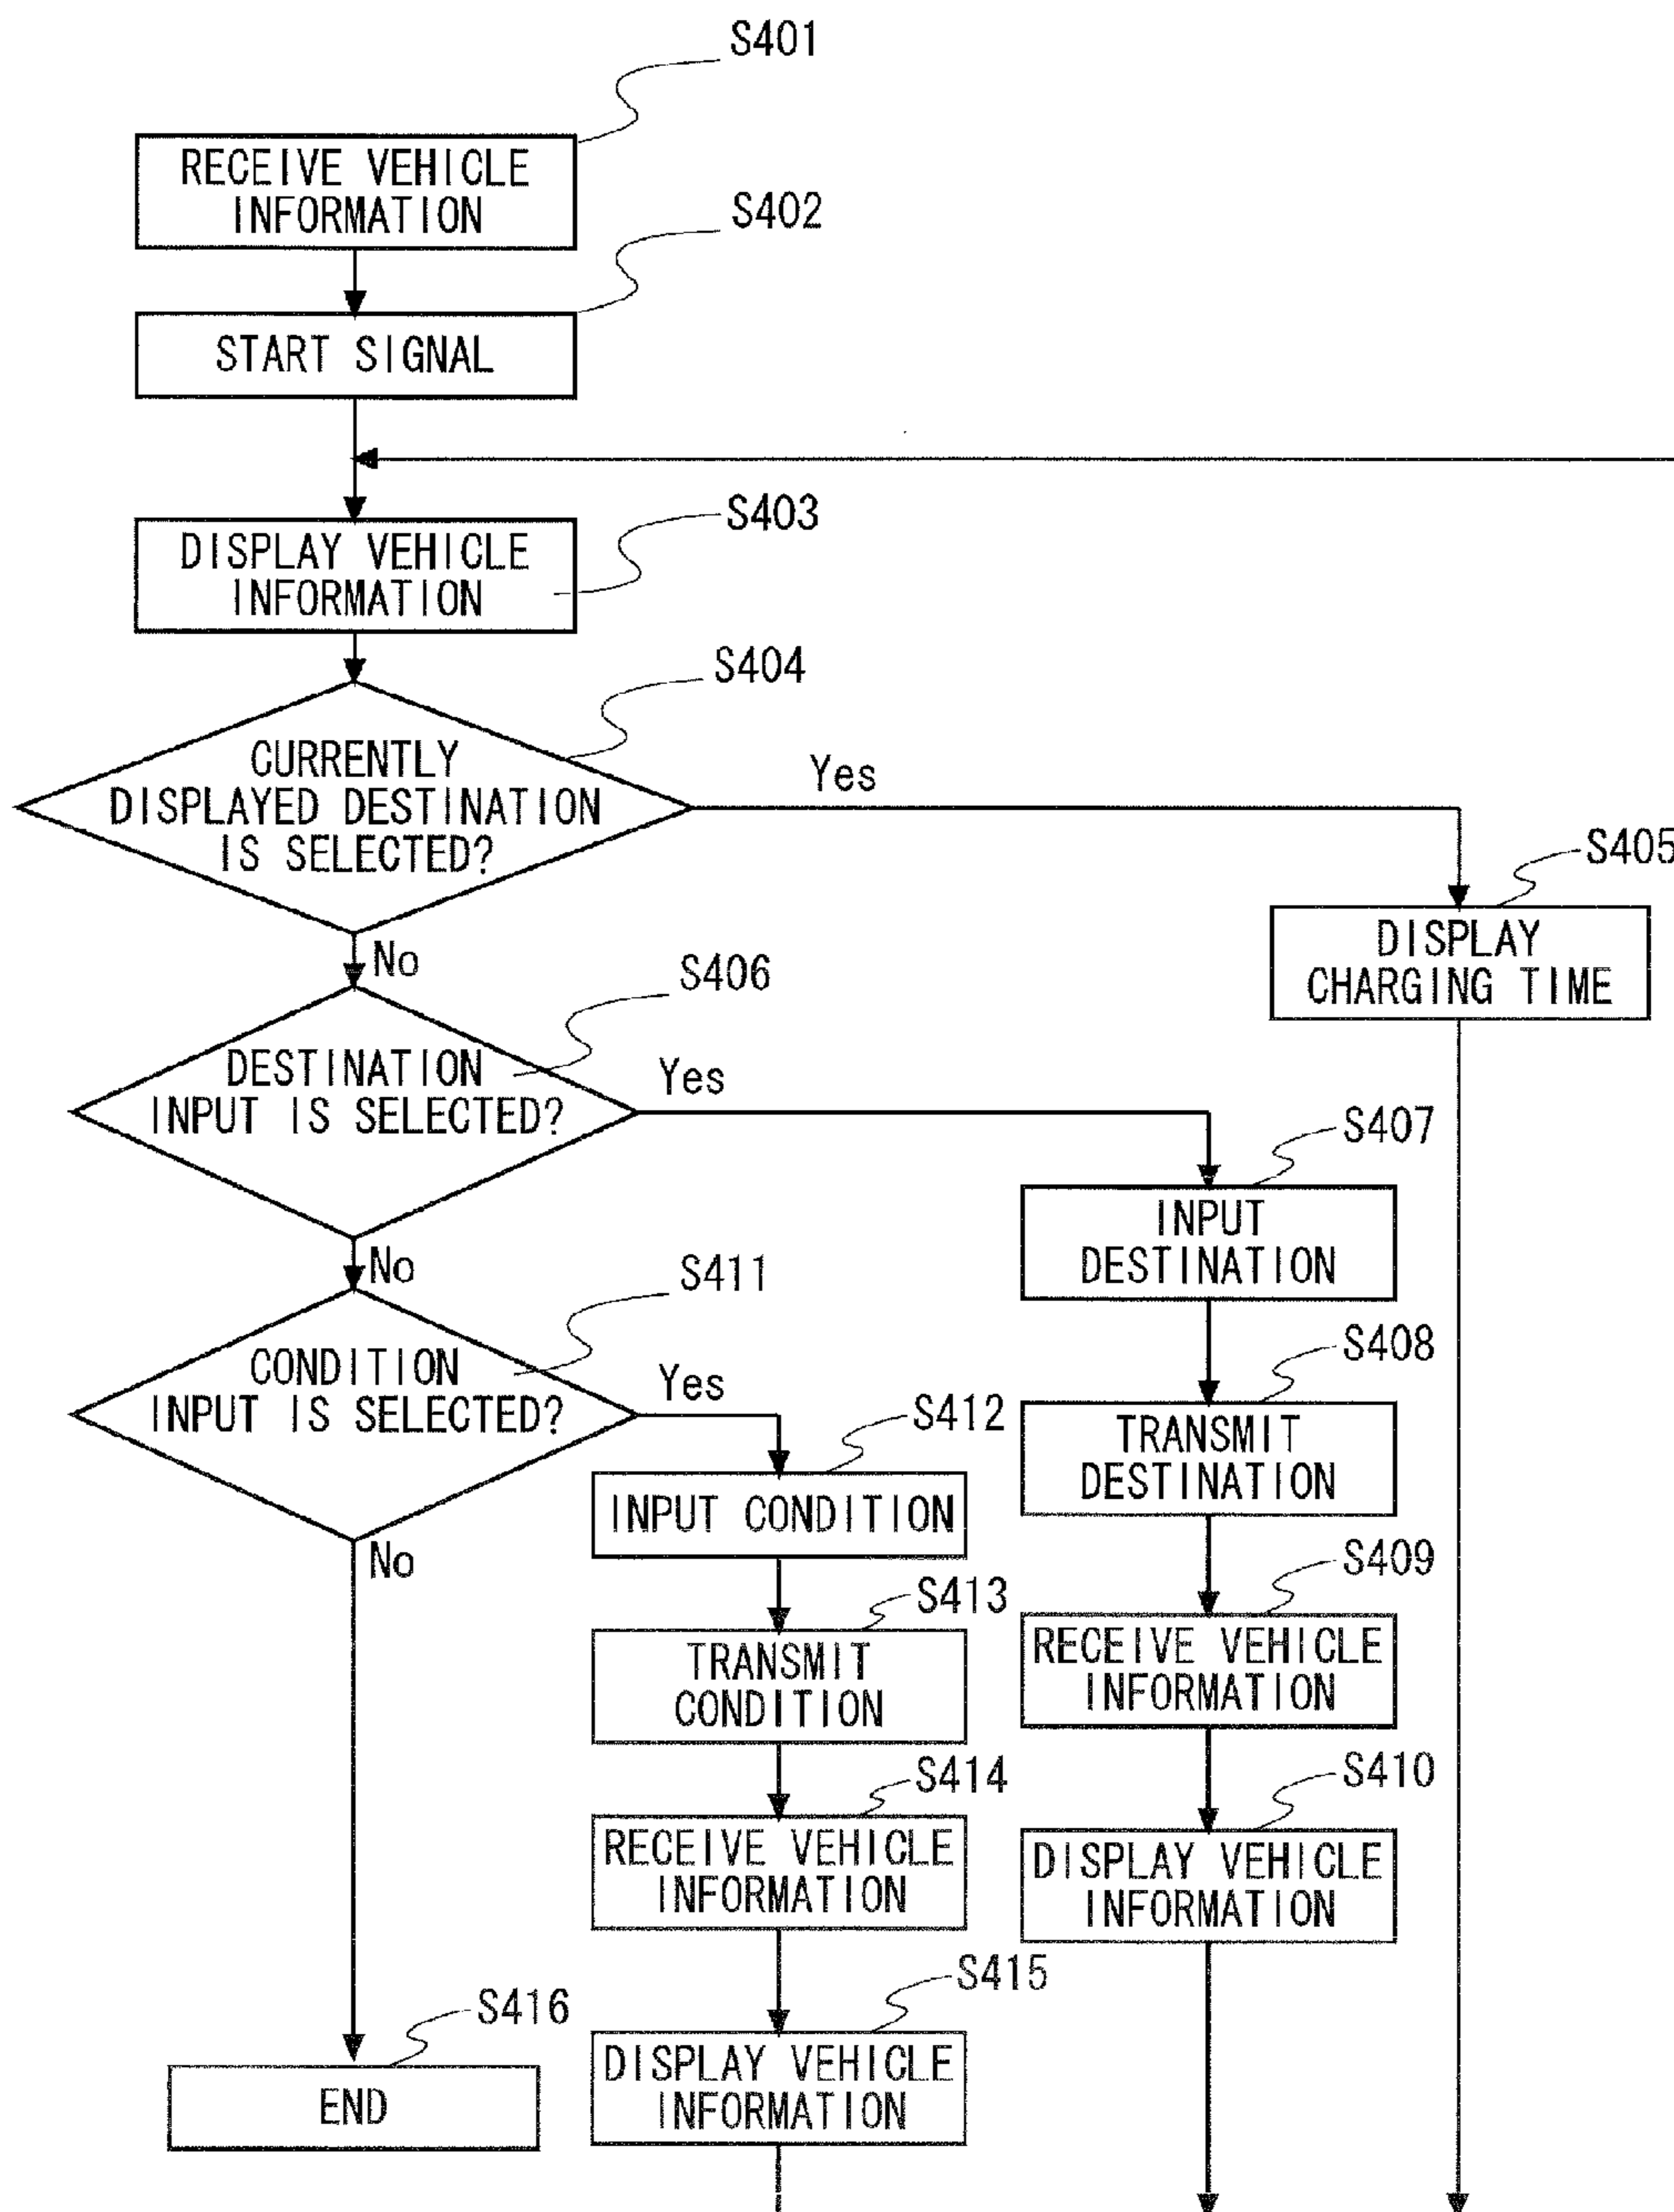 S401
RECEIVE VEHICLE
INFORMATION
S402
START SIGNAL
S403
DISPLAY VEHICLE
INFORMATION
S404
CURRENTLY
DISPLAYED DESTINATION
IS SELECTED?
Yes
S405
DISPLAY
CHARGING TIME
No
S406
DESTINATION
INPUT IS SELECTED?
Yes
S407
INPUT
DESTINATION
No
S411
S408
TRANSMIT
DESTINATION
CONDITION
INPUT IS SELECTED?
Yes
S412
INPUT CONDITION
No
S409
RECEIVE VEHICLE
INFORMATION
S413
TRANSMIT
CONDITION
S410
DISPLAY VEHICLE
INFORMATION
S414
RECEIVE VEHICLE
INFORMATION
S415
DISPLAY VEHICLE
INFORMATION
S416
END